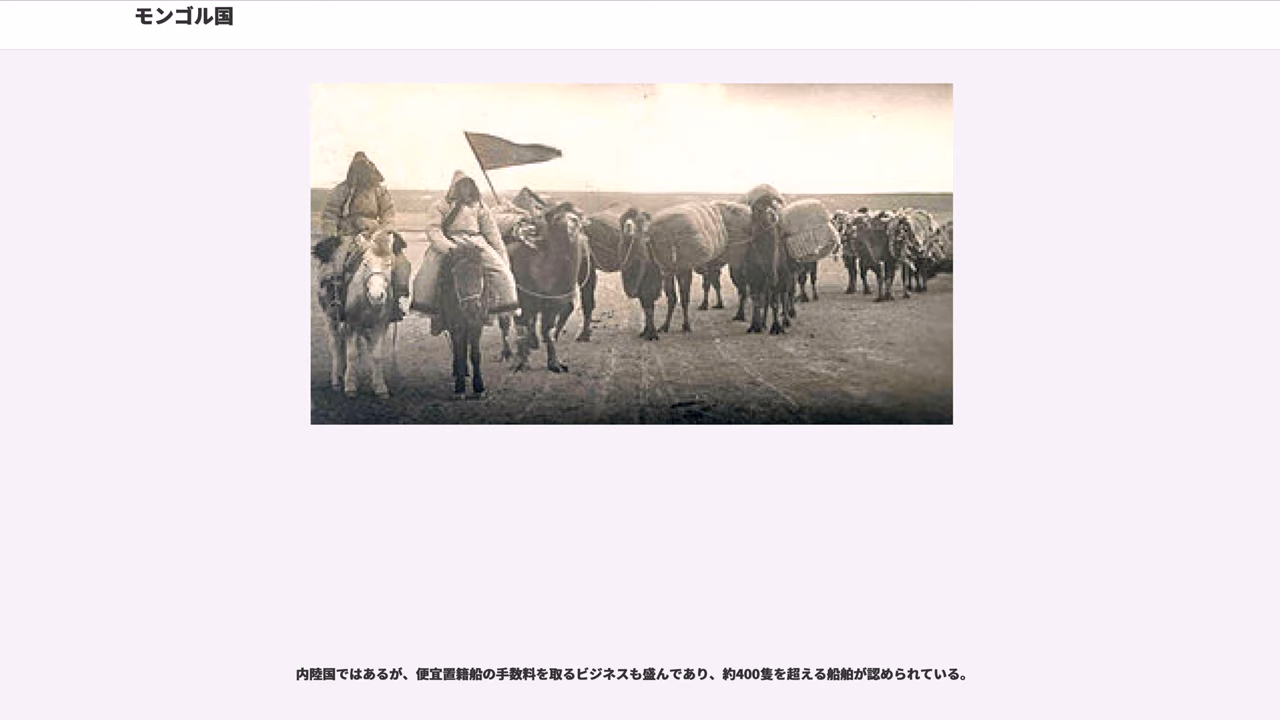 モンゴル国
内陸国ではあるが、便宜置籍船の手数料を取るビジネスも盛んであり、約400隻を超える船舶が認められている。